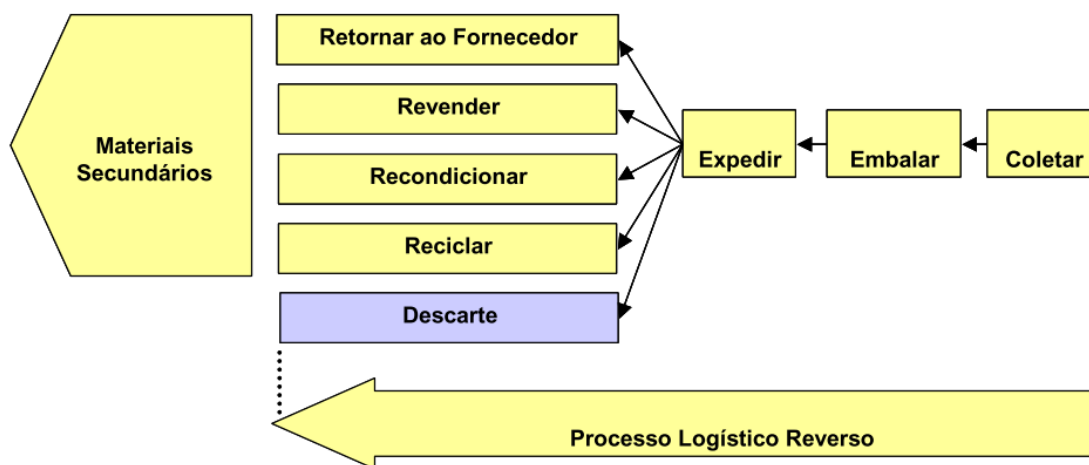 Retornar ao Fornecedor
Revender
Materiais
Secundários
Expedir
Embalar
Coletar
Recondicionar
Reciclar
Descarte
Processo Logístico Reverso